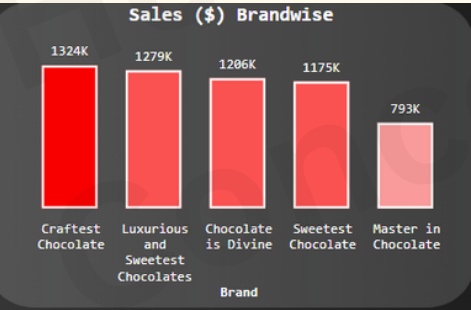 Sales ($) Brandwise
1324K
1279K
1206K
1175K
793K
Craftest
Chocolate
Luxurious
and
Sweetest
Chocolates
Chocolate
is Divine
Sweetest
Chocolate
Master in
Chocolate
Brand